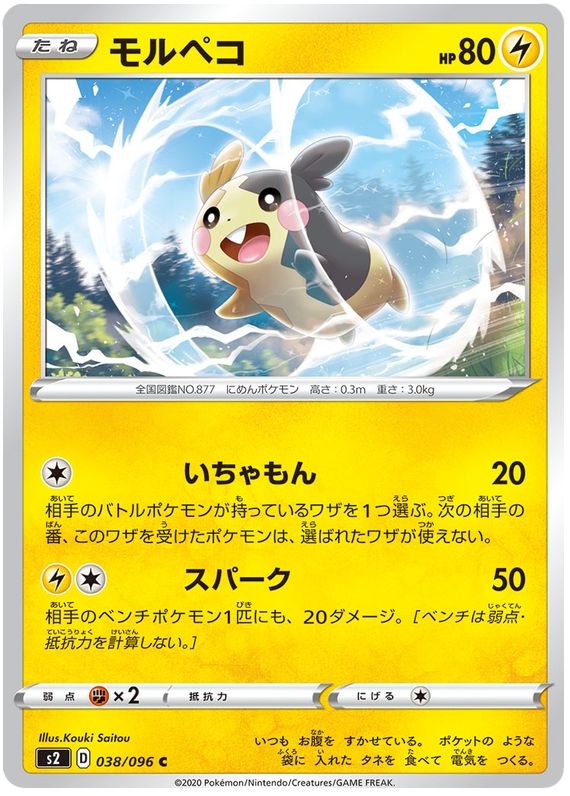 たね モルペコ HP80
全国図鑑NO.877 にめんポケモン 高さ:0.3m 重さ:3.0kg
いちゃもん 20
相手のバトルポケモンが持っているワザを1つ選ぶ。次の相手の
番、このワザを受けたポケモンは、選ばれたワザが使えない。
スパーク 50
相手のベンチポケモン1匹にも、20ダメージ。[ベンチは弱点・
抵抗力を計算しない。]
弱点 ×2 抵抗力 にげる
Illus.Kouki Saitou
s2 D 038/096 C
いつも お腹を すかせている。 ポケットの ような
袋に 入れた タネを 食べて 電気を つくる。
©2020 Pokémon/Nintendo/Creatures/GAME FREAK.